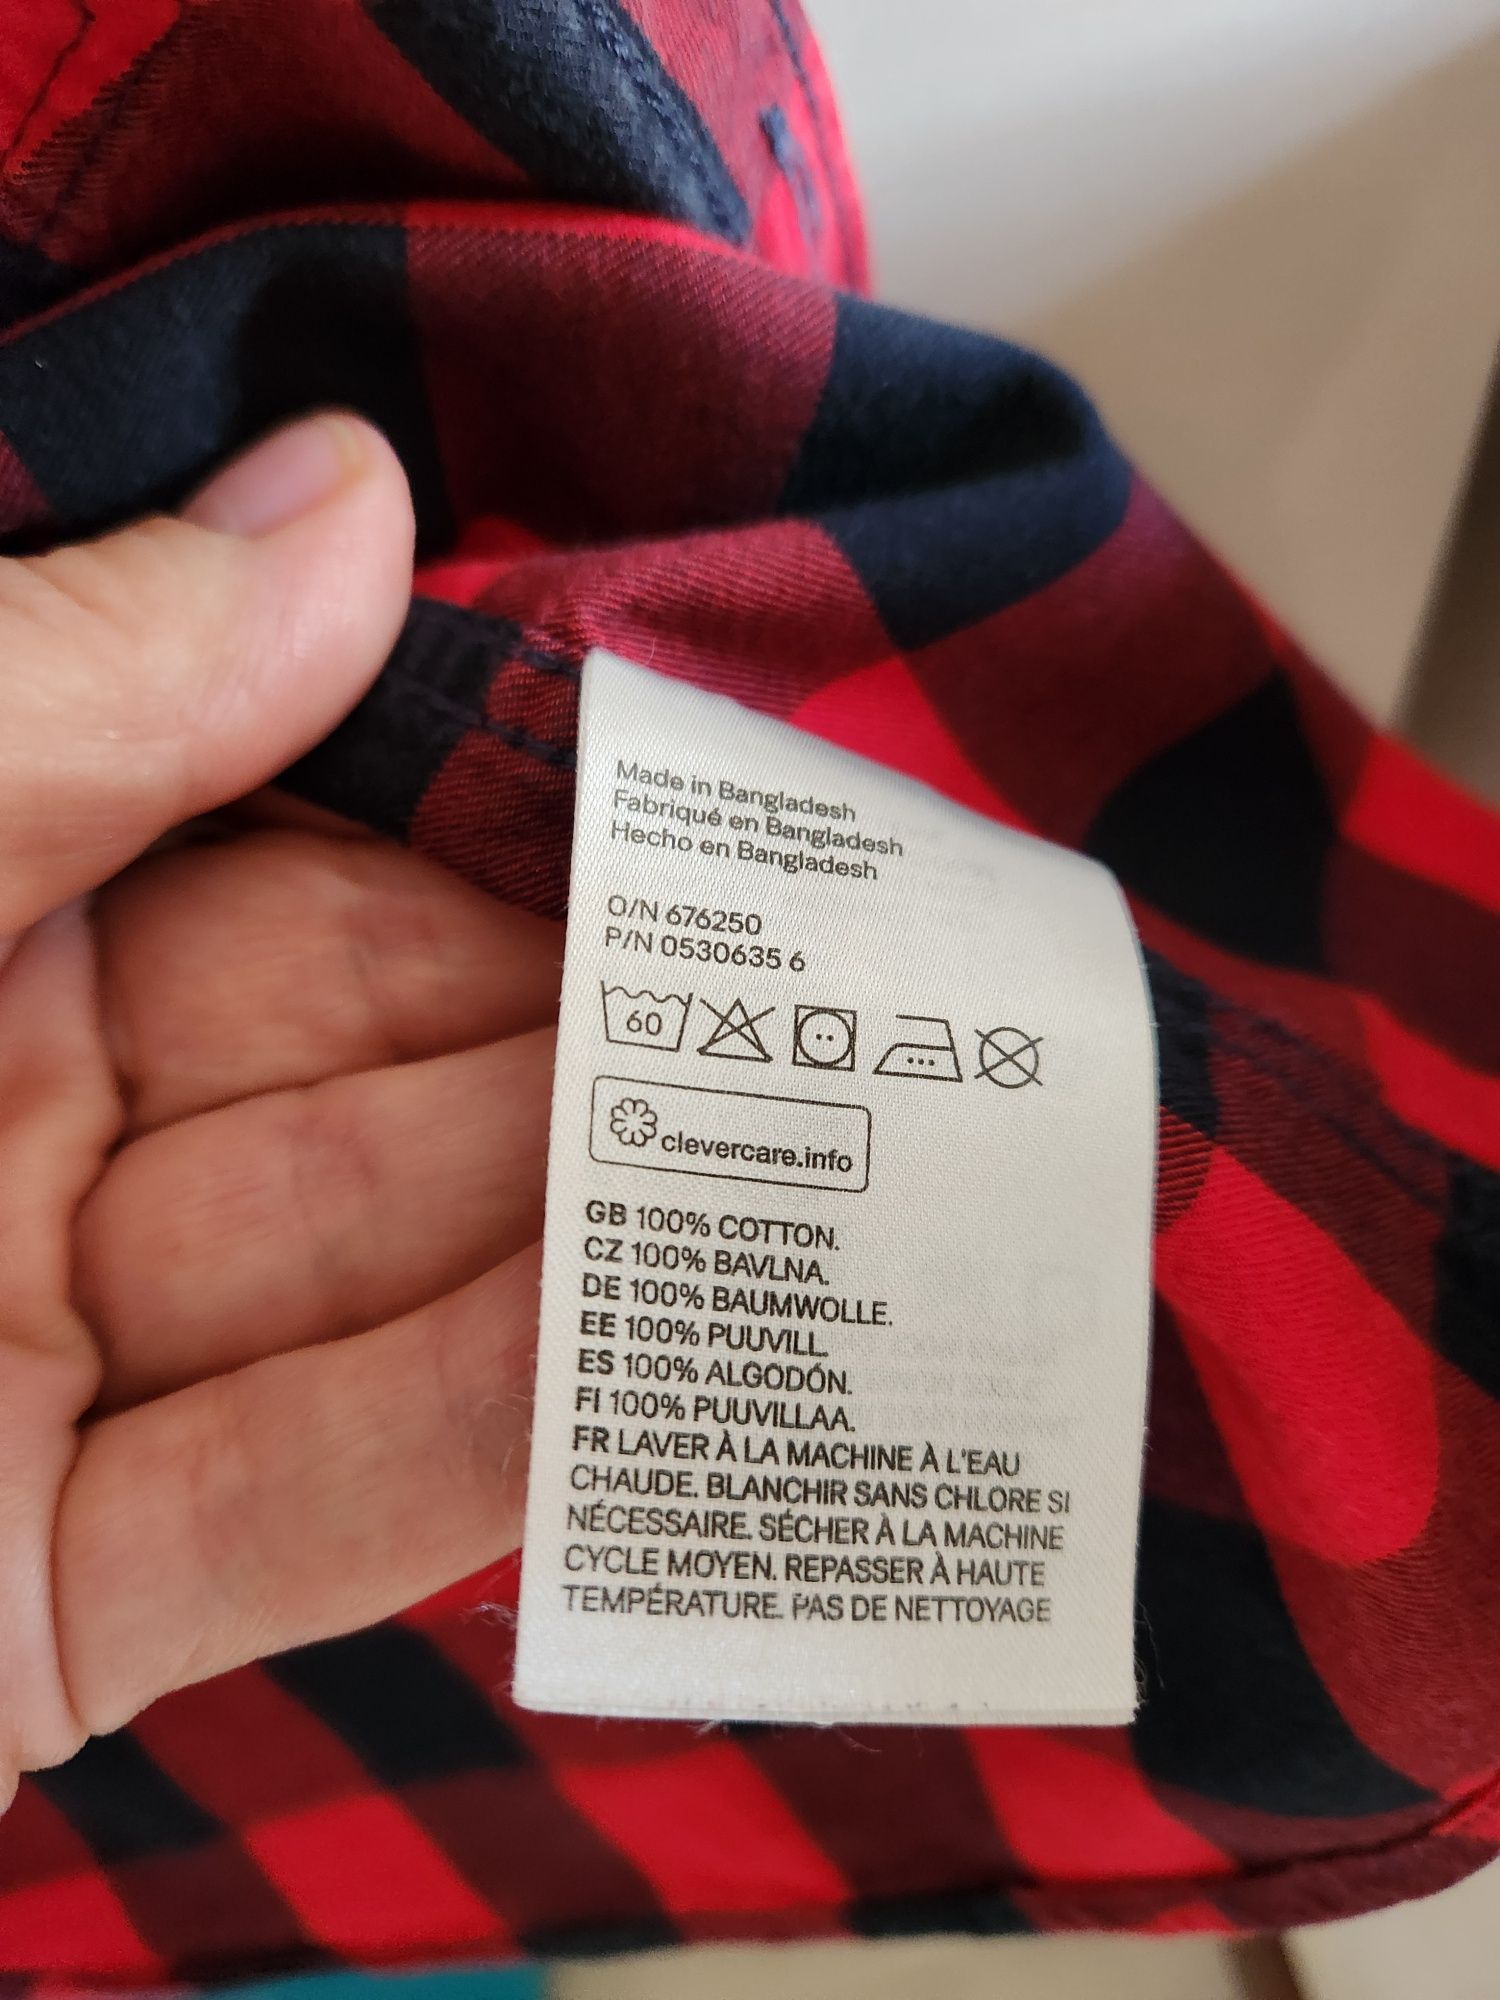 Made in Bangladesh
Fabriqué en Bangladesh
Hecho en Bangladesh
O/N 676250
P/N 0530635 6
60
clevercare.info
GB 100% COTTON.
CZ 100% BAVLNA.
DE 100% BAUMWOLLE.
EE 100% PUUVILL.
ES 100% ALGODÓN.
FI 100% PUUVILLAA.
FR LAVER À LA MACHINE À L'EAU
CHAUDE. BLANCHIR SANS CHLORE SI
NÉCESSAIRE. SÉCHER À LA MACHINE
CYCLE MOYEN. REPASSER À HAUTE
TEMPÉRATURE. PAS DE NETTOYAGE